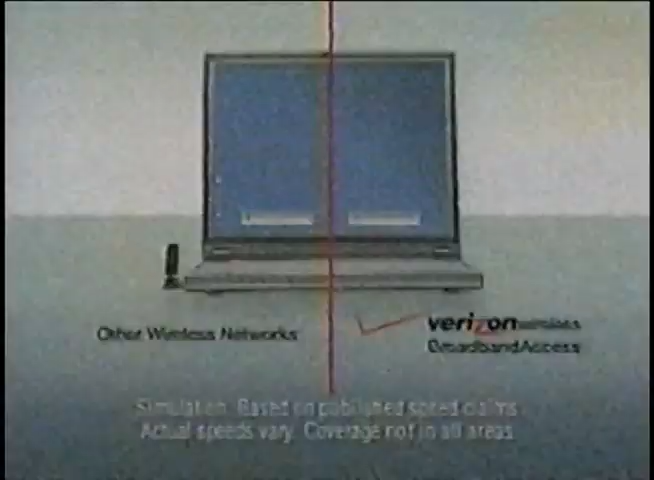 Other Wireless Networks
verizon wireless
BroadbandAccess
Simulation. Based on published speed claims.
Actual speeds vary. Coverage not in all areas.